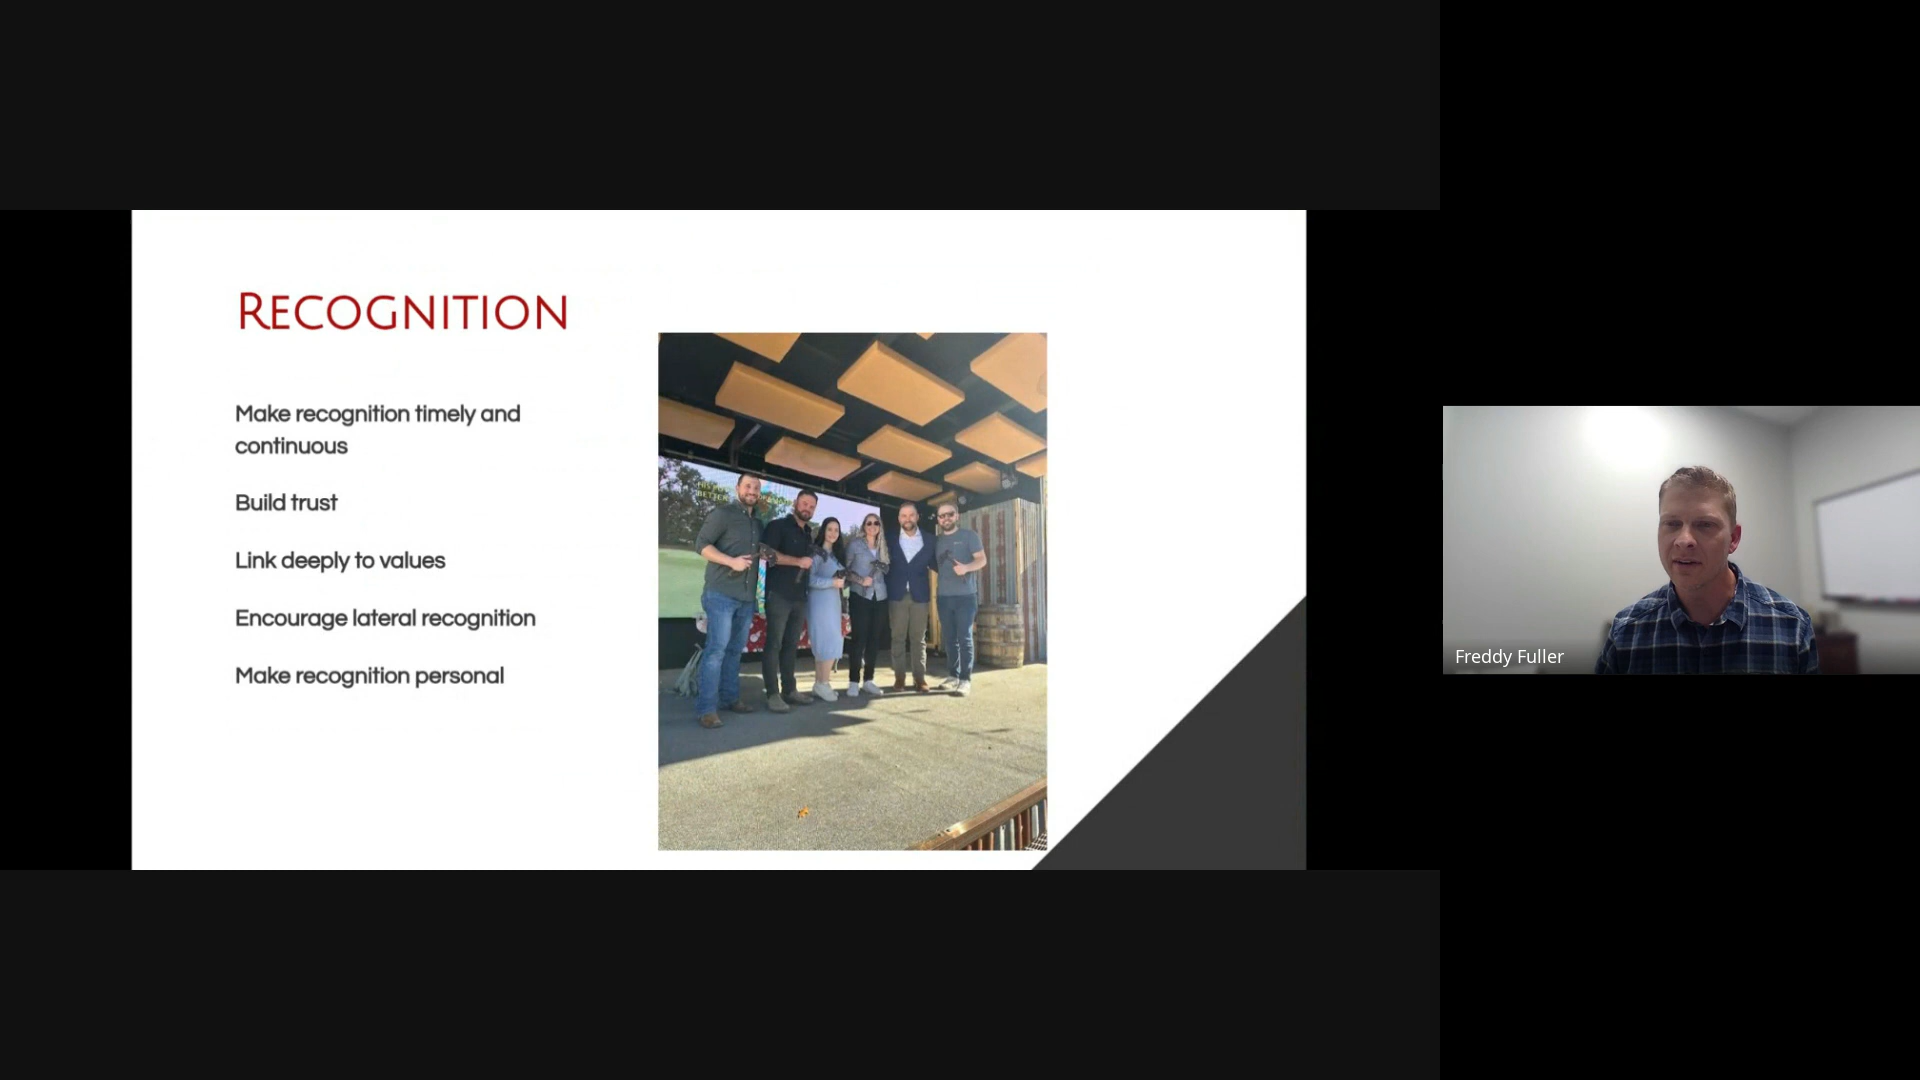 RECOGNITION
Make recognition timely and
continuous
Build trust
Link deeply to values
Encourage lateral recognition
Make recognition personal
Freddy Fuller